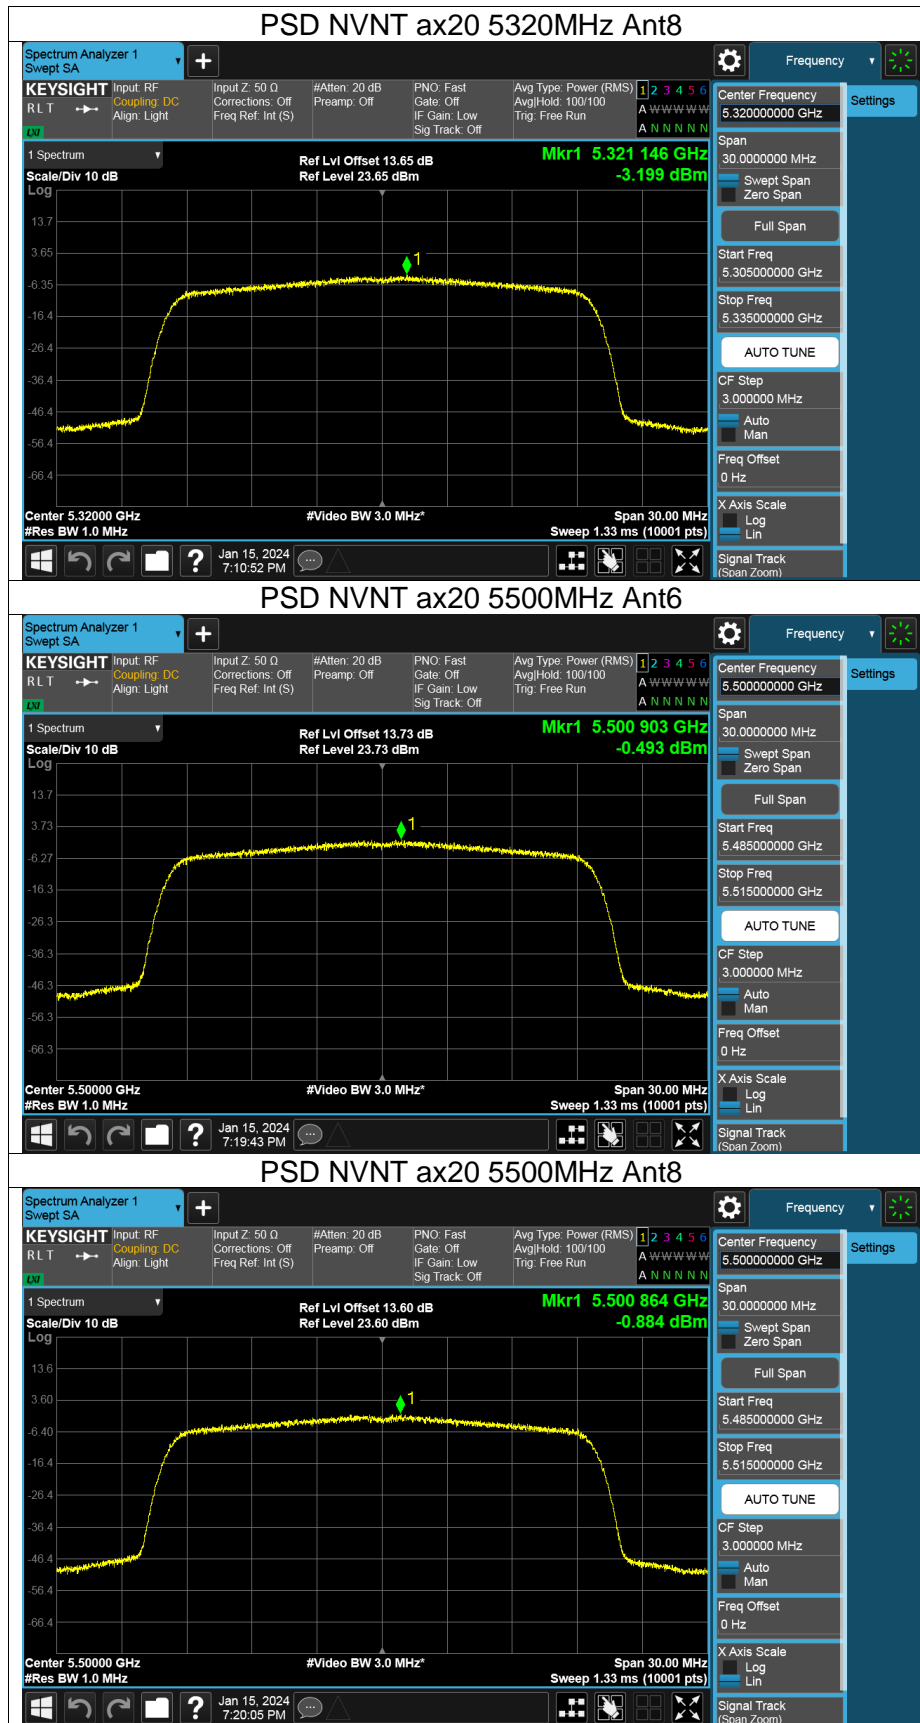 PSD NVNT ax20 5320MHz Ant8
Spectrum Analyzer 1
Swept SA
Frequency
KEYSIGHT
RLT
LXI
Input: RF
Coupling: DC
Align: Light
Input Z: 50 Ω
Corrections: Off
Freq Ref: Int (S)
#Atten: 20 dB
Preamp: Off
PNO: Fast
Gate: Off
IF Gain: Low
Sig Track: Off
Avg Type: Power (RMS)
Avg|Hold: 100/100
Trig: Free Run
1 2 3 4 5 6
A W W W W W
A N N N N N
1 Spectrum
Scale/Div 10 dB
Log
Ref Lvl Offset 13.65 dB
Ref Level 23.65 dBm
Mkr1 5.321 146 GHz
-3.199 dBm
1
13.7
3.65
-6.35
-16.4
-26.4
-36.4
-46.4
-56.4
-66.4
Center 5.32000 GHz
#Res BW 1.0 MHz
#Video BW 3.0 MHz*
Span 30.00 MHz
Sweep 1.33 ms (10001 pts)
Jan 15, 2024
7:10:52 PM
Center Frequency
5.320000000 GHz
Settings
Span
30.0000000 MHz
Swept Span
Zero Span
Full Span
Start Freq
5.305000000 GHz
Stop Freq
5.335000000 GHz
AUTO TUNE
CF Step
3.000000 MHz
Auto
Man
Freq Offset
0 Hz
X Axis Scale
Log
Lin
Signal Track
(Span Zoom)
PSD NVNT ax20 5500MHz Ant6
Spectrum Analyzer 1
Swept SA
Frequency
KEYSIGHT
RLT
LXI
Input: RF
Coupling: DC
Align: Light
Input Z: 50 Ω
Corrections: Off
Freq Ref: Int (S)
#Atten: 20 dB
Preamp: Off
PNO: Fast
Gate: Off
IF Gain: Low
Sig Track: Off
Avg Type: Power (RMS)
Avg|Hold: 100/100
Trig: Free Run
1 2 3 4 5 6
A W W W W W
A N N N N N
1 Spectrum
Scale/Div 10 dB
Log
Ref Lvl Offset 13.73 dB
Ref Level 23.73 dBm
Mkr1 5.500 903 GHz
-0.493 dBm
1
13.7
3.73
-6.27
-16.3
-26.3
-36.3
-46.3
-56.3
-66.3
Center 5.50000 GHz
#Res BW 1.0 MHz
#Video BW 3.0 MHz*
Span 30.00 MHz
Sweep 1.33 ms (10001 pts)
Jan 15, 2024
7:19:43 PM
Center Frequency
5.500000000 GHz
Settings
Span
30.0000000 MHz
Swept Span
Zero Span
Full Span
Start Freq
5.485000000 GHz
Stop Freq
5.515000000 GHz
AUTO TUNE
CF Step
3.000000 MHz
Auto
Man
Freq Offset
0 Hz
X Axis Scale
Log
Lin
Signal Track
(Span Zoom)
PSD NVNT ax20 5500MHz Ant8
Spectrum Analyzer 1
Swept SA
Frequency
KEYSIGHT
RLT
LXI
Input: RF
Coupling: DC
Align: Light
Input Z: 50 Ω
Corrections: Off
Freq Ref: Int (S)
#Atten: 20 dB
Preamp: Off
PNO: Fast
Gate: Off
IF Gain: Low
Sig Track: Off
Avg Type: Power (RMS)
Avg|Hold: 100/100
Trig: Free Run
1 2 3 4 5 6
A W W W W W
A N N N N N
1 Spectrum
Scale/Div 10 dB
Log
Ref Lvl Offset 13.60 dB
Ref Level 23.60 dBm
Mkr1 5.500 864 GHz
-0.884 dBm
1
13.6
3.60
-6.40
-16.4
-26.4
-36.4
-46.4
-56.4
-66.4
Center 5.50000 GHz
#Res BW 1.0 MHz
#Video BW 3.0 MHz*
Span 30.00 MHz
Sweep 1.33 ms (10001 pts)
Jan 15, 2024
7:20:05 PM
Center Frequency
5.500000000 GHz
Settings
Span
30.0000000 MHz
Swept Span
Zero Span
Full Span
Start Freq
5.485000000 GHz
Stop Freq
5.515000000 GHz
AUTO TUNE
CF Step
3.000000 MHz
Auto
Man
Freq Offset
0 Hz
X Axis Scale
Log
Lin
Signal Track
(Span Zoom)